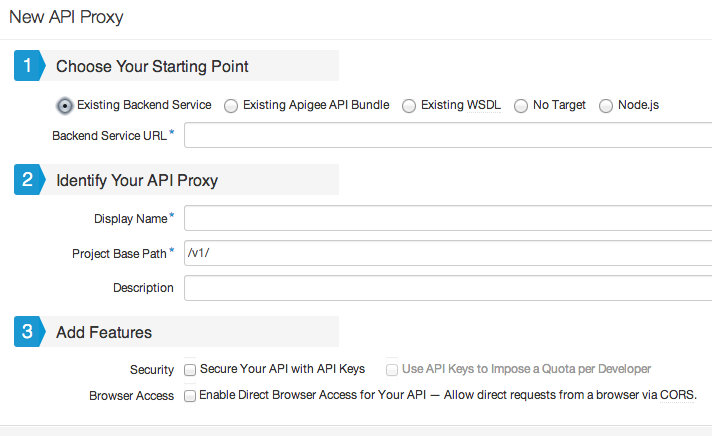 New API Proxy
1 Choose Your Starting Point
Existing Backend Service Existing Apigee API Bundle Existing WSDL No Target Node.js
Backend Service URL *
2 Identify Your API Proxy
Display Name *
Project Base Path * /v1/
Description
3 Add Features
Security Secure Your API with API Keys Use API Keys to Impose a Quota per Developer
Browser Access Enable Direct Browser Access for Your API — Allow direct requests from a browser via CORS.